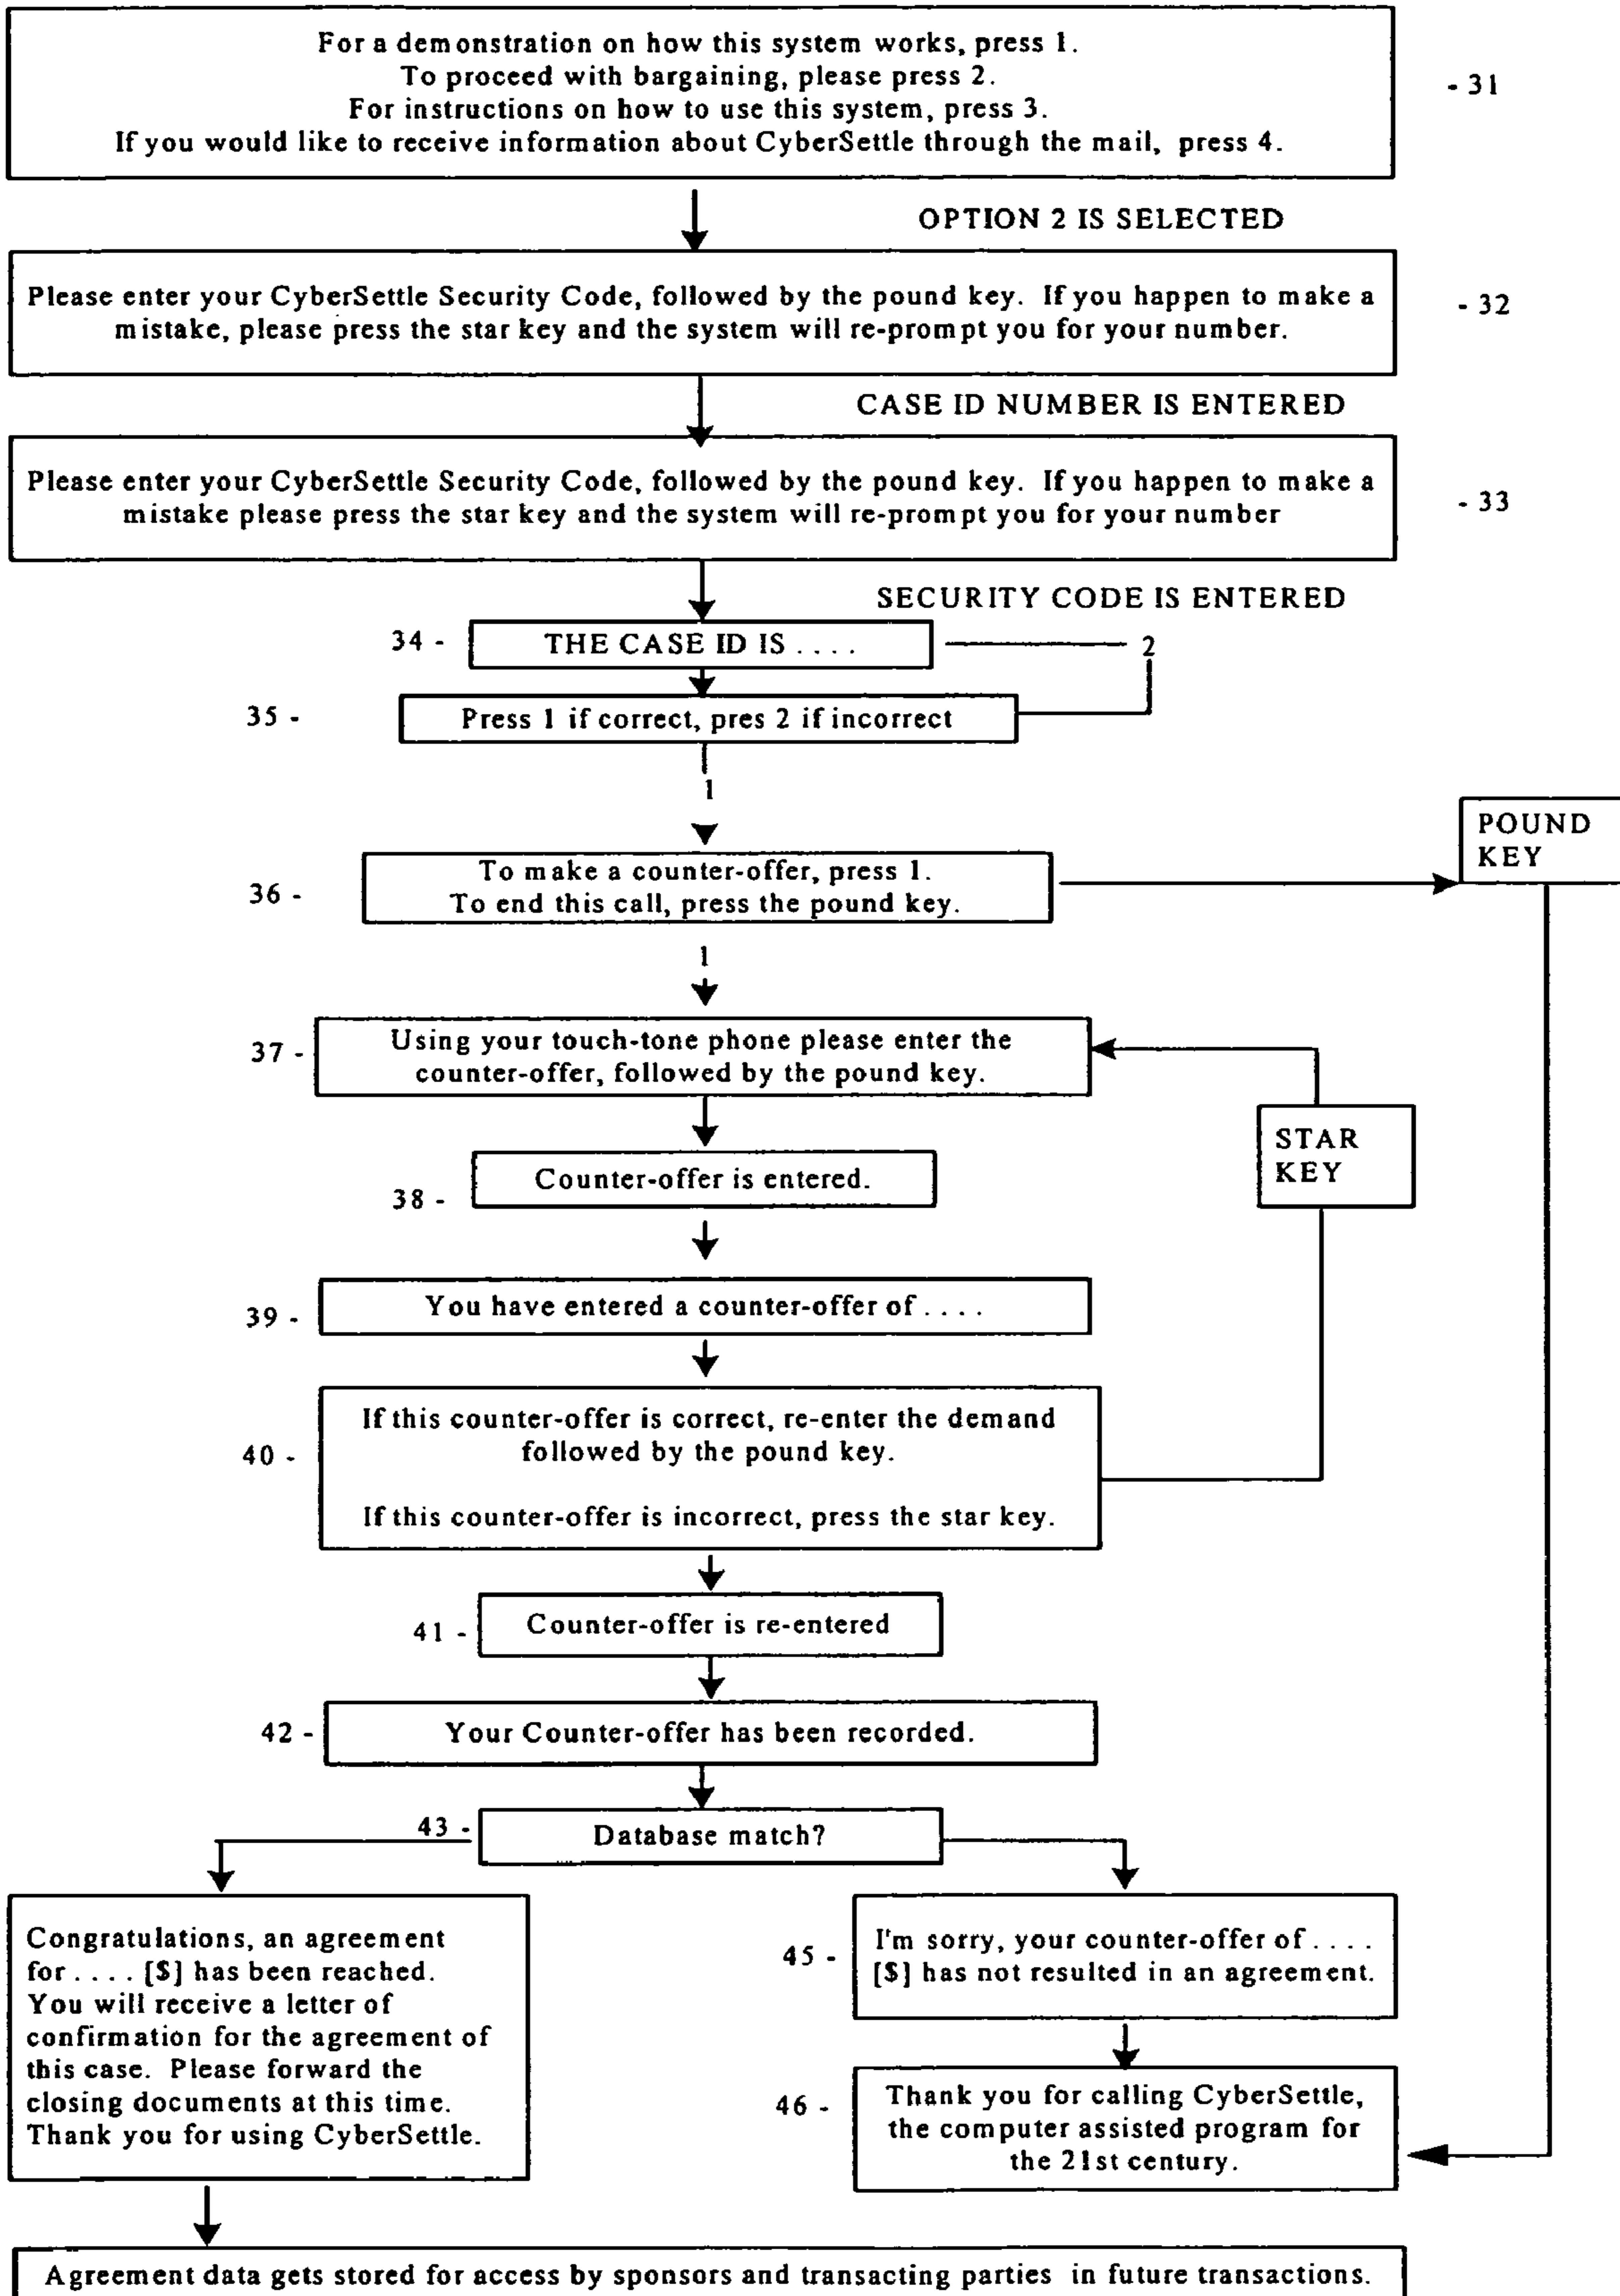 For a demonstration on how this system works, press 1.
To proceed with bargaining, please press 2.
For instructions on how to use this system, press 3.
If you would like to receive information about CyberSettle through the mail, press 4.
- 31
OPTION 2 IS SELECTED
Please enter your CyberSettle Security Code, followed by the pound key. If you happen to make a
mistake, please press the star key and the system will re-prompt you for your number.
- 32
CASE ID NUMBER IS ENTERED
Please enter your CyberSettle Security Code, followed by the pound key. If you happen to make a
mistake please press the star key and the system will re-prompt you for your number
- 33
SECURITY CODE IS ENTERED
34 -
THE CASE ID IS . . . .
2
35 -
Press 1 if correct, pres 2 if incorrect
1
POUND
KEY
36 -
To make a counter-offer, press 1.
To end this call, press the pound key.
1
37 -
Using your touch-tone phone please enter the
counter-offer, followed by the pound key.
STAR
KEY
38 -
Counter-offer is entered.
39 -
You have entered a counter-offer of . . . .
40 -
If this counter-offer is correct, re-enter the demand
followed by the pound key.
If this counter-offer is incorrect, press the star key.
41 -
Counter-offer is re-entered
42 -
Your Counter-offer has been recorded.
43 -
Database match?
Congratulations, an agreement
for . . . . [$] has been reached.
You will receive a letter of
confirmation for the agreement of
this case. Please forward the
closing documents at this time.
Thank you for using CyberSettle.
45 -
I'm sorry, your counter-offer of . . . .
[$] has not resulted in an agreement.
46 -
Thank you for calling CyberSettle,
the computer assisted program for
the 21st century.
Agreement data gets stored for access by sponsors and transacting parties in future transactions.